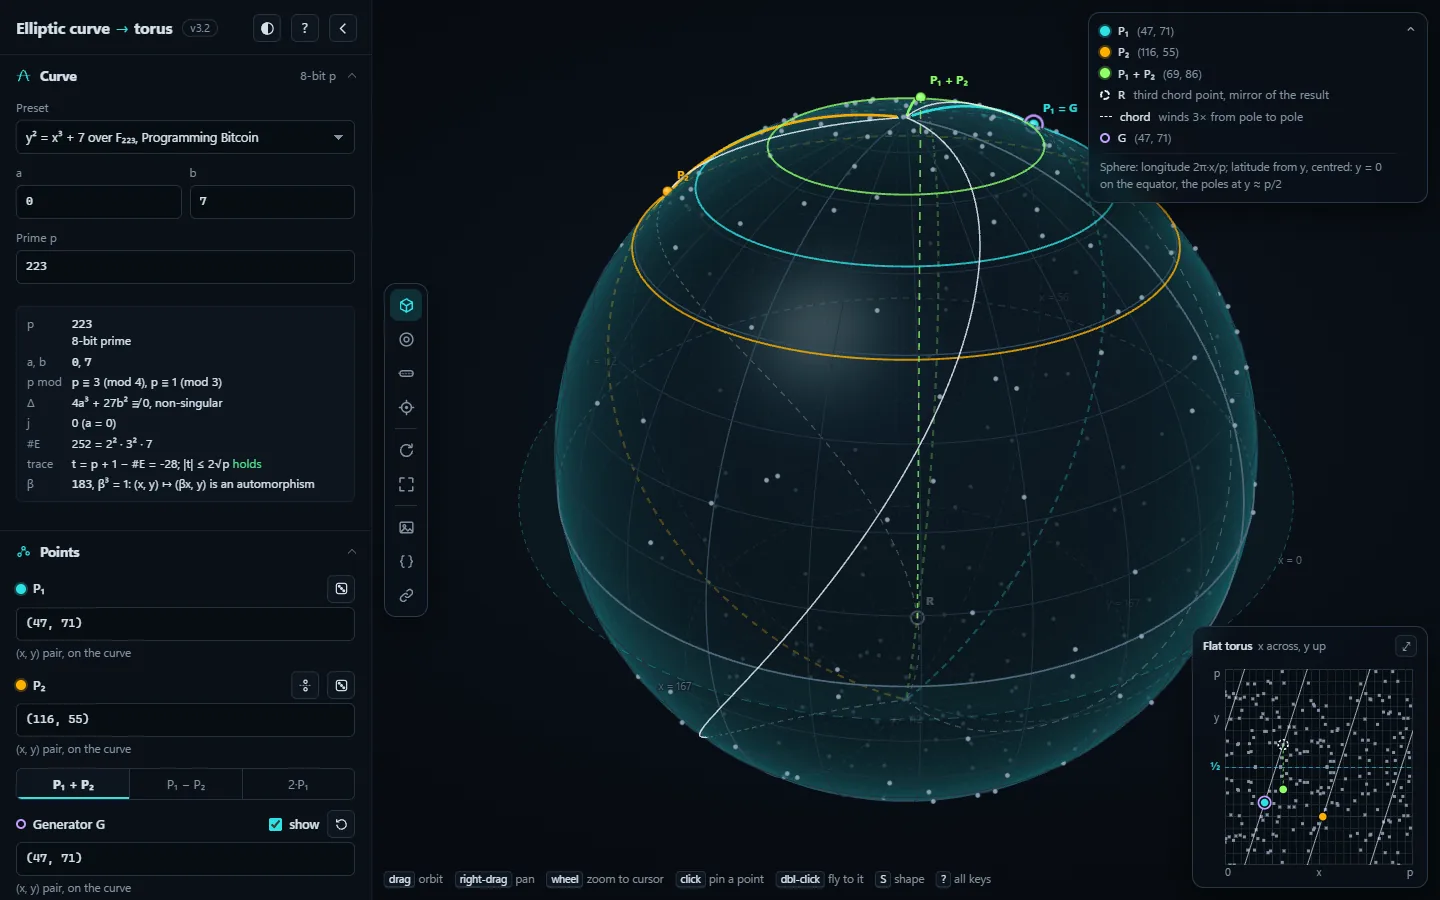 Elliptic curve → torus v3.2
?
Curve 8-bit p
Preset
y² = x³ + 7 over F₂₂₃, Programming Bitcoin
a b
0 7
Prime p
223
p 223
8-bit prime
a, b 0, 7
p mod p ≡ 3 (mod 4), p ≡ 1 (mod 3)
Δ 4a³ + 27b² ≢ 0, non-singular
j 0 (a = 0)
#E 252 = 2² · 3² · 7
trace t = p + 1 − #E = -28; |t| ≤ 2√p holds
β 183, β³ = 1: (x, y) ↦ (βx, y) is an automorphism
Points
P₁
(47, 71)
(x, y) pair, on the curve
P₂
(116, 55)
(x, y) pair, on the curve
P₁ + P₂ P₁ − P₂ 2·P₁
Generator G show
(47, 71)
(x, y) pair, on the curve
P₁ + P₂
P₁ = G
P₂
R
x = 56
x = 0
x = 167
P₁ (47, 71)
P₂ (116, 55)
P₁ + P₂ (69, 86)
R third chord point, mirror of the result
chord winds 3× from pole to pole
G (47, 71)
Sphere: longitude 2π·x/p; latitude from y, centred: y = 0
on the equator, the poles at y ≈ p/2
Flat torus x across, y up
p
y
½
0 x p
drag orbit right-drag pan wheel zoom to cursor click pin a point dbl-click fly to it S shape ? all keys